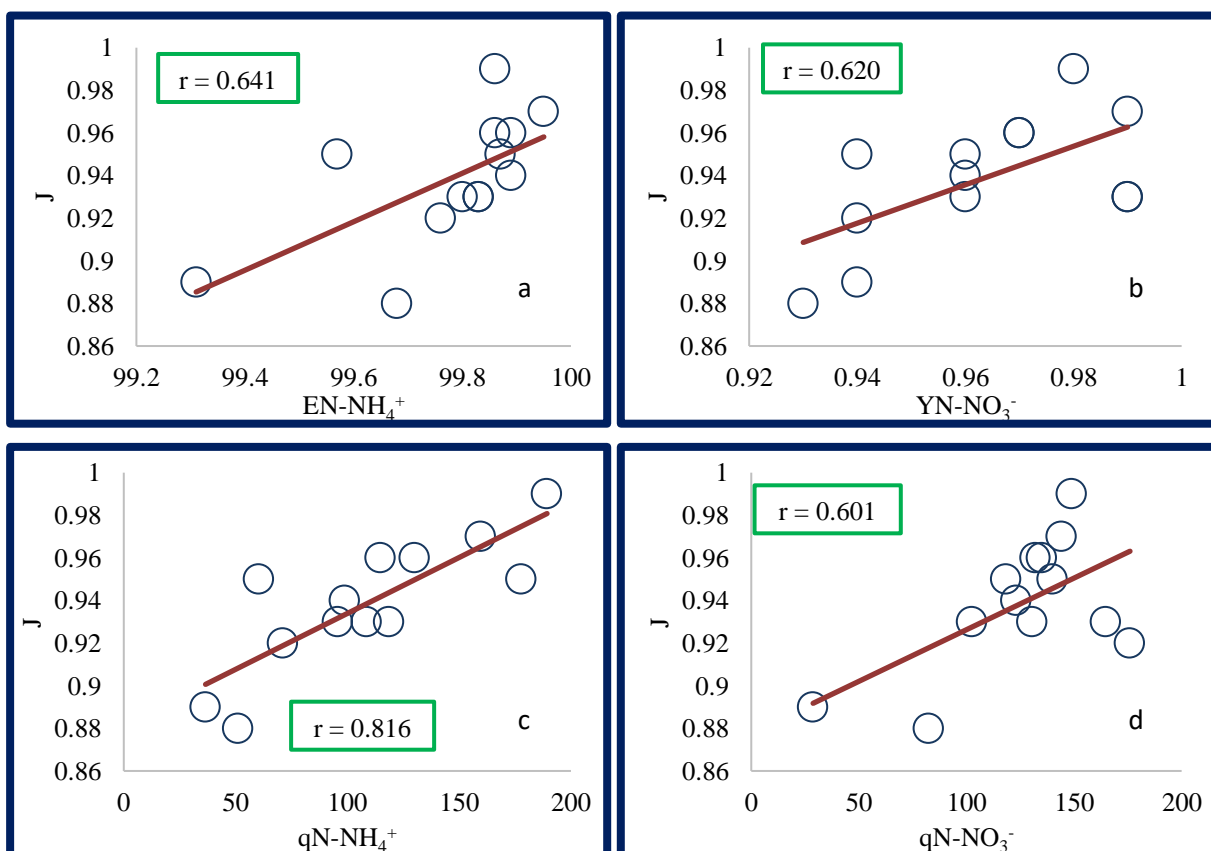 1
0.98
0.96
0.94
0.92
0.9
0.88
0.86
J
r = 0.641
a
99.2 99.4 99.6 99.8 100
EN-NH₄⁺
1
0.98
0.96
0.94
0.92
0.9
0.88
0.86
J
r = 0.620
b
0.92 0.94 0.96 0.98 1
YN-NO₃⁻
1
0.98
0.96
0.94
0.92
0.9
0.88
0.86
J
r = 0.816
c
0 50 100 150 200
qN-NH₄⁺
1
0.98
0.96
0.94
0.92
0.9
0.88
0.86
J
r = 0.601
d
0 50 100 150 200
qN-NO₃⁻